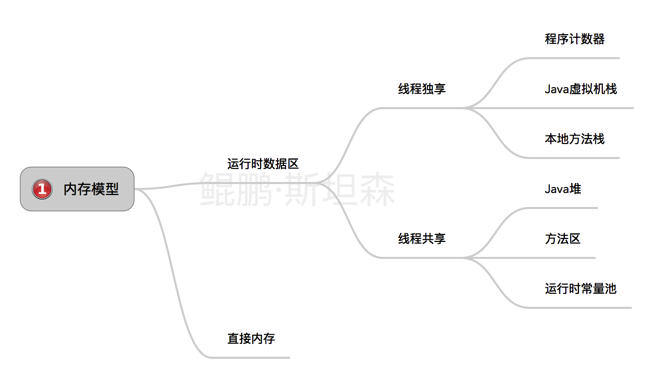 程序计数器
线程独享
Java虚拟机栈
本地方法栈
运行时数据区
1 内存模型
鲲鹏·斯坦森
Java堆
线程共享
方法区
运行时常量池
直接内存